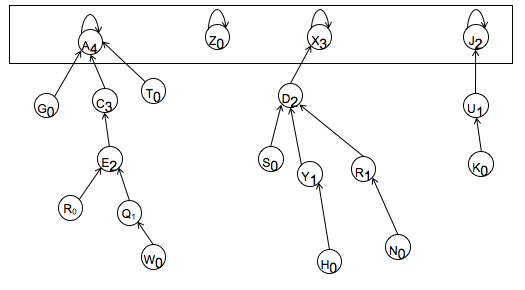 A4 Z0 X3 J2
G0 C3 T0 D2 U1
E2 S0 Y1 R1 K0
R0 Q1
W0 H0 N0